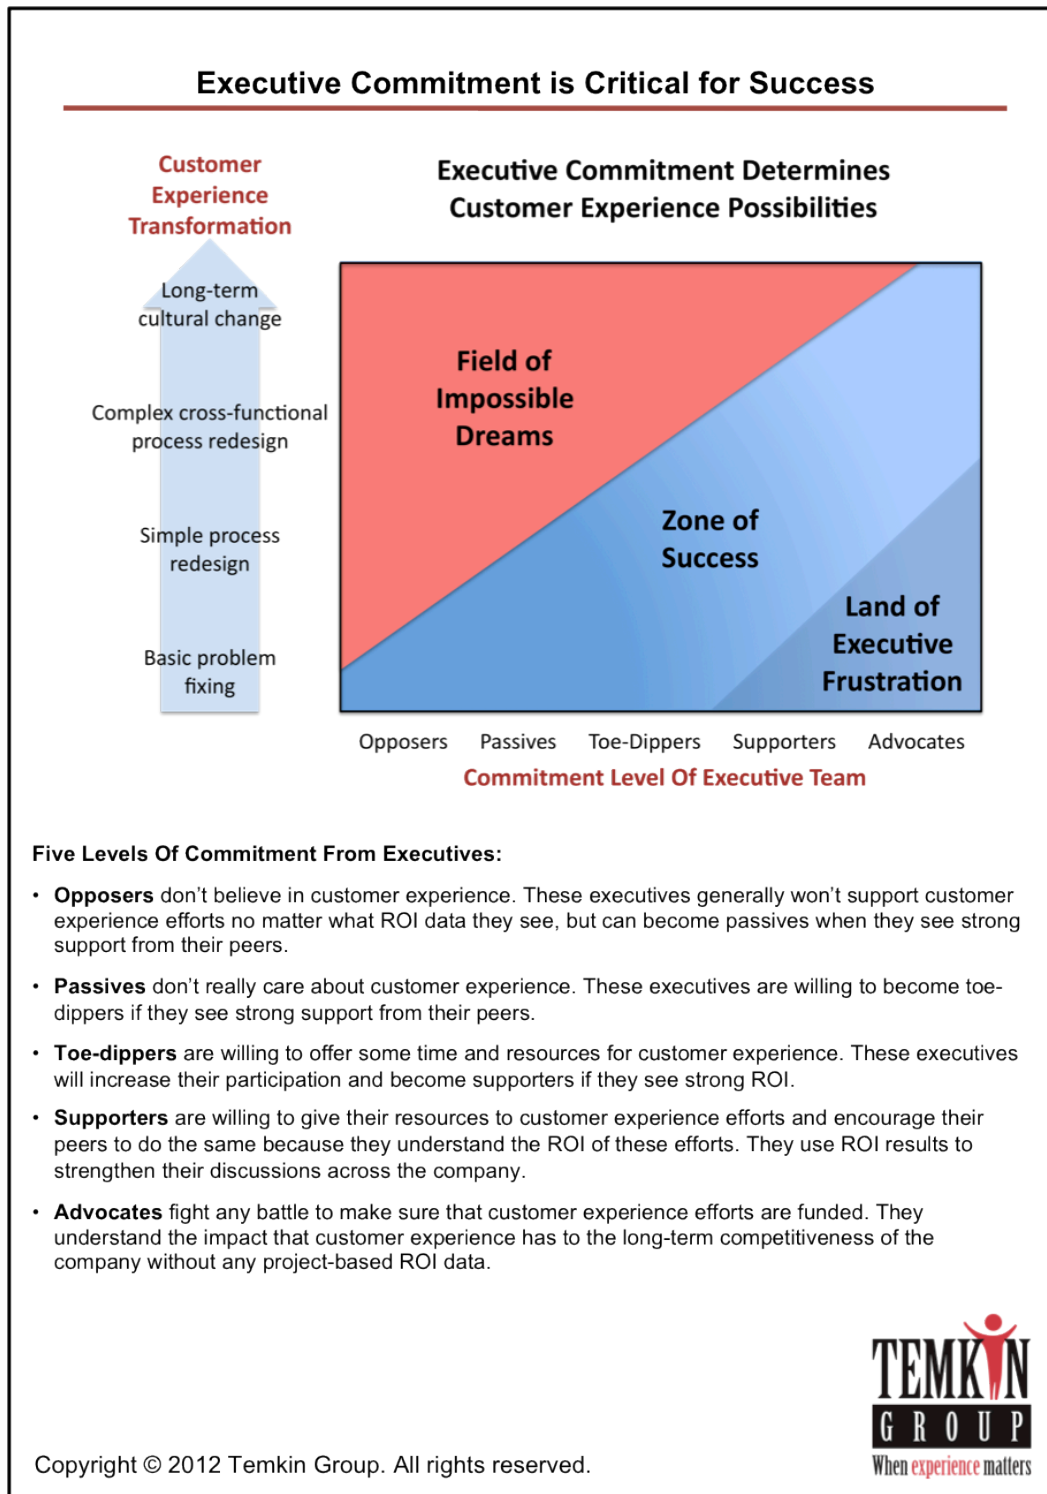 Executive Commitment is Critical for Success
Customer
Experience
Transformation
Executive Commitment Determines
Customer Experience Possibilities
Long-term
cultural change
Complex cross-functional
process redesign
Simple process
redesign
Basic problem
fixing
Field of
Impossible
Dreams
Zone of
Success
Land of
Executive
Frustration
Opposers Passives Toe-Dippers Supporters Advocates
Commitment Level Of Executive Team
Five Levels Of Commitment From Executives:
• Opposers don’t believe in customer experience. These executives generally won’t support customer
experience efforts no matter what ROI data they see, but can become passives when they see strong
support from their peers.
• Passives don’t really care about customer experience. These executives are willing to become toe-
dippers if they see strong support from their peers.
• Toe-dippers are willing to offer some time and resources for customer experience. These executives
will increase their participation and become supporters if they see strong ROI.
• Supporters are willing to give their resources to customer experience efforts and encourage their
peers to do the same because they understand the ROI of these efforts. They use ROI results to
strengthen their discussions across the company.
• Advocates fight any battle to make sure that customer experience efforts are funded. They
understand the impact that customer experience has to the long-term competitiveness of the
company without any project-based ROI data.
TEMKIN
GROUP
When experience matters
Copyright © 2012 Temkin Group. All rights reserved.